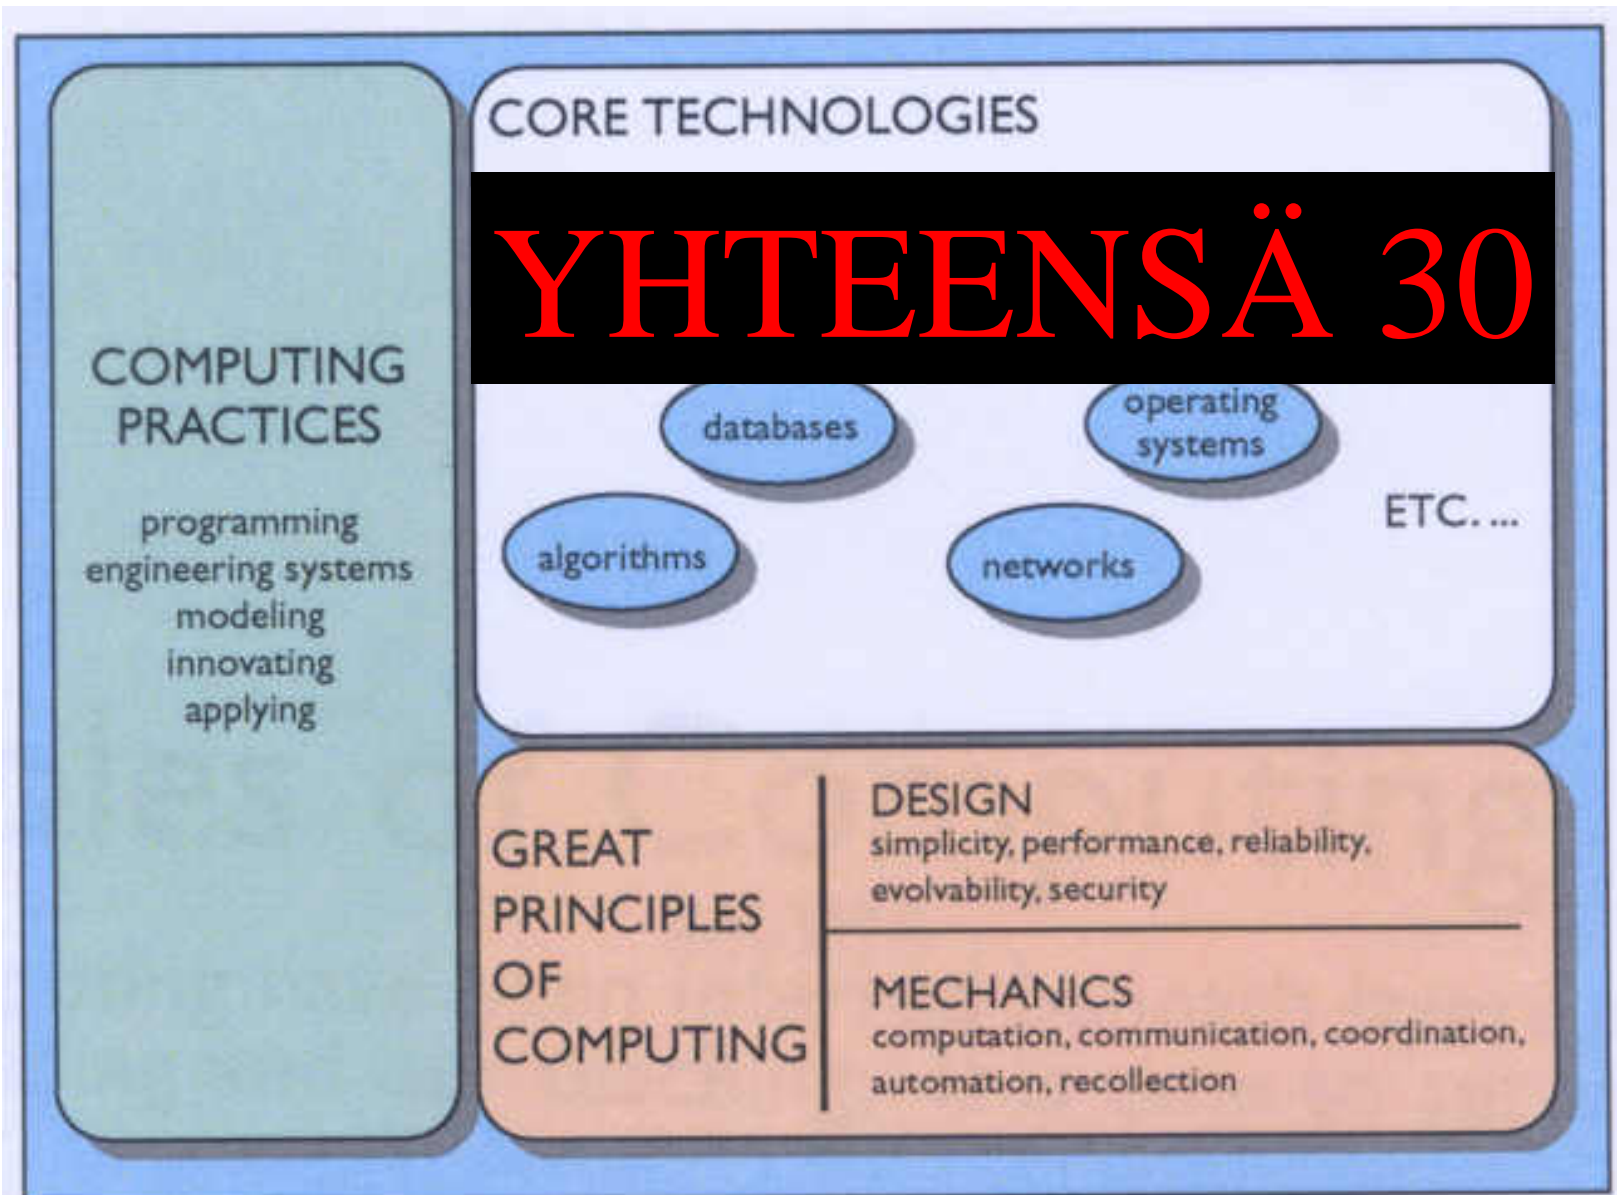 COMPUTING
PRACTICES
programming
engineering systems
modeling
innovating
applying
CORE TECHNOLOGIES
YHTEENSÄ 30
databases
operating
systems
algorithms
networks
ETC. ...
GREAT
PRINCIPLES
OF
COMPUTING
DESIGN
simplicity, performance, reliability,
evolvability, security
MECHANICS
computation, communication, coordination,
automation, recollection